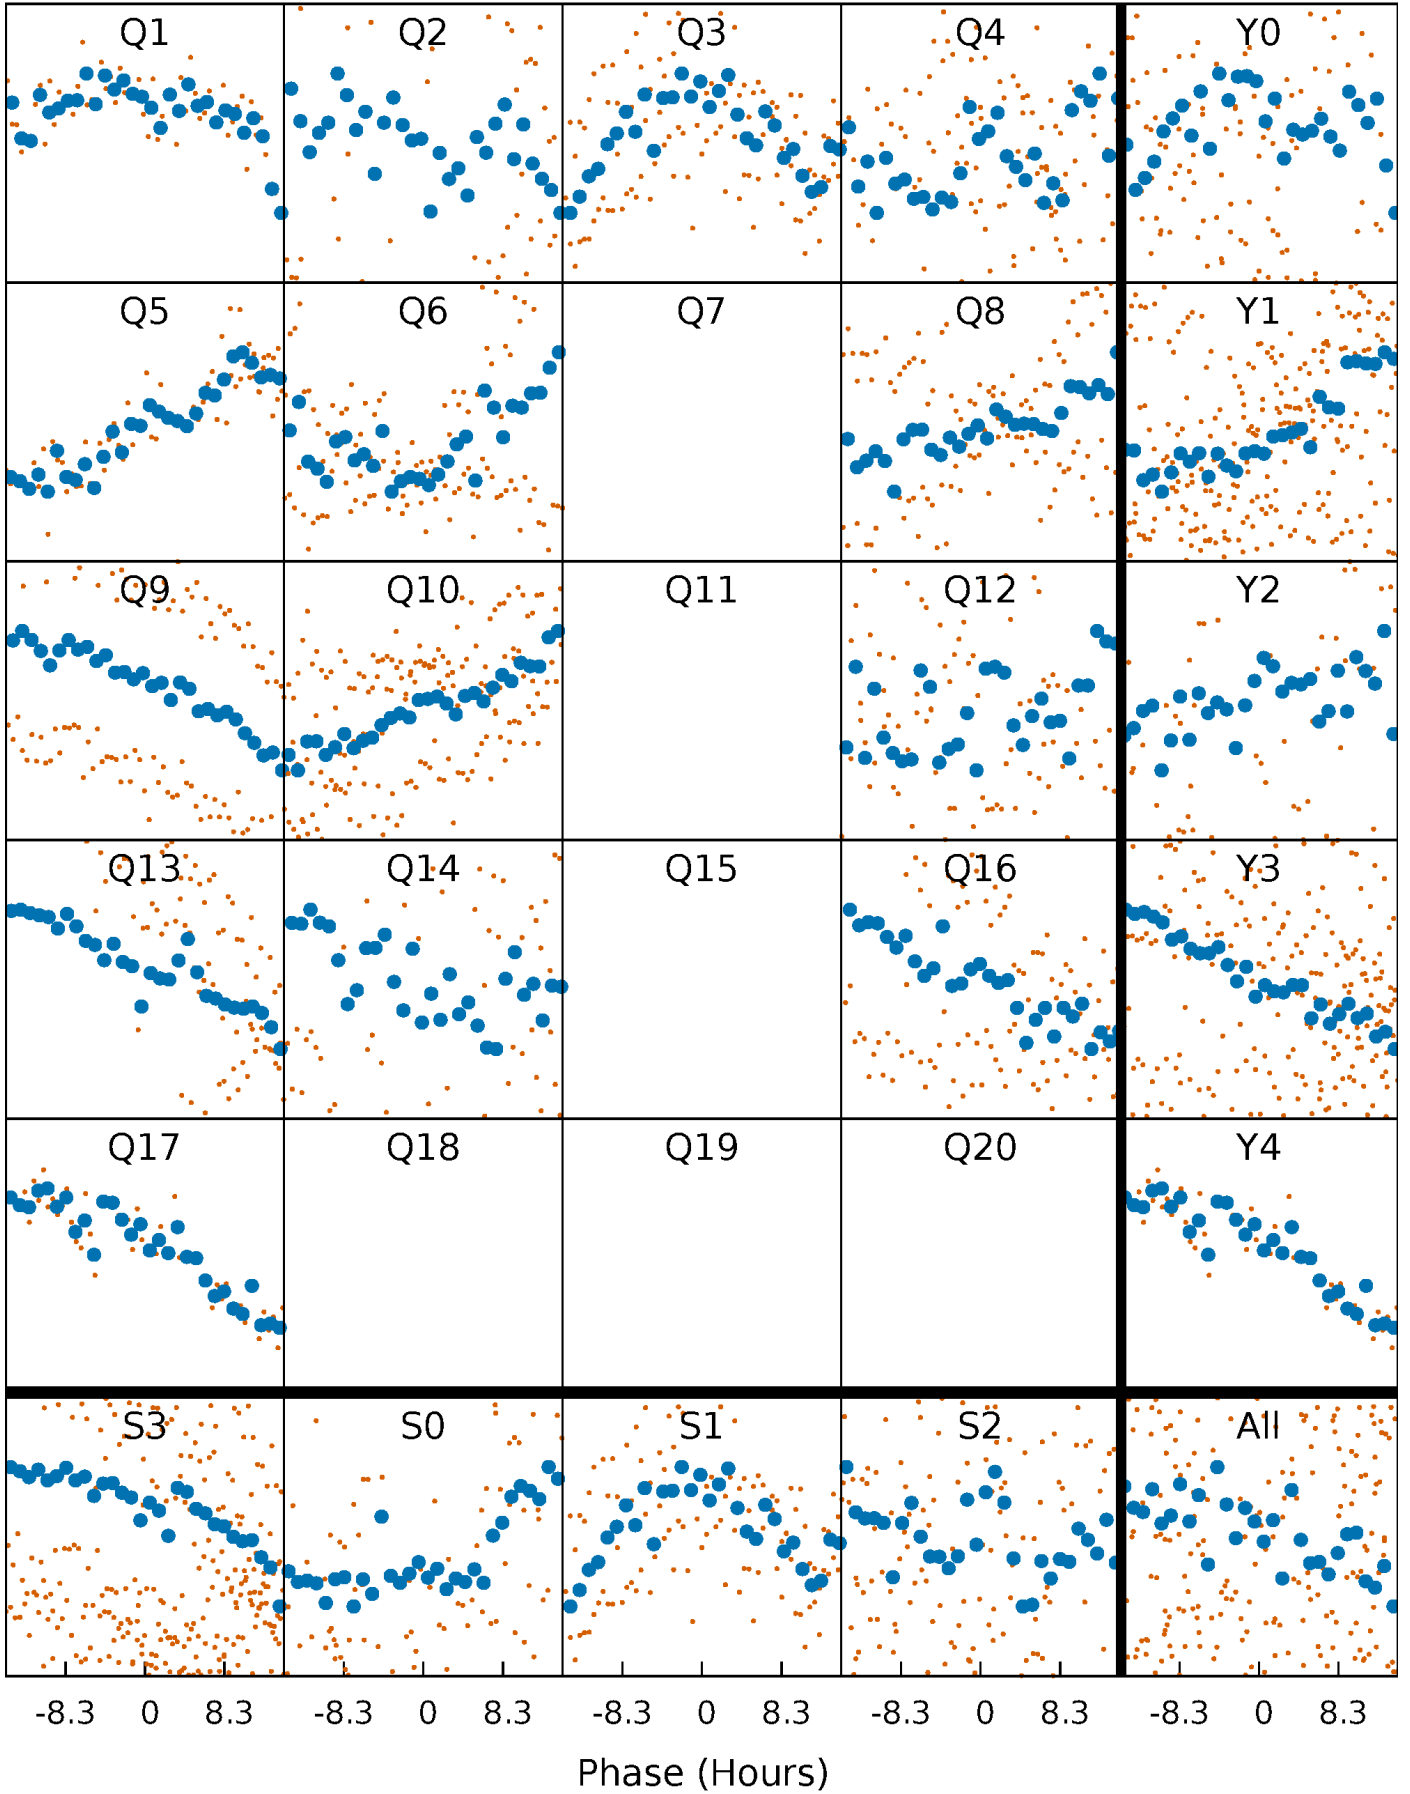 Q1 Q2 Q3 Q4 Y0
Q5 Q6 Q7 Q8 Y1
Q9 Q10 Q11 Q12 Y2
Q13 Q14 Q15 Q16 Y3
Q17 Q18 Q19 Q20 Y4
S3 S0 S1 S2 All
-8.3 0 8.3 -8.3 0 8.3 -8.3 0 8.3 -8.3 0 8.3 -8.3 0 8.3
Phase (Hours)